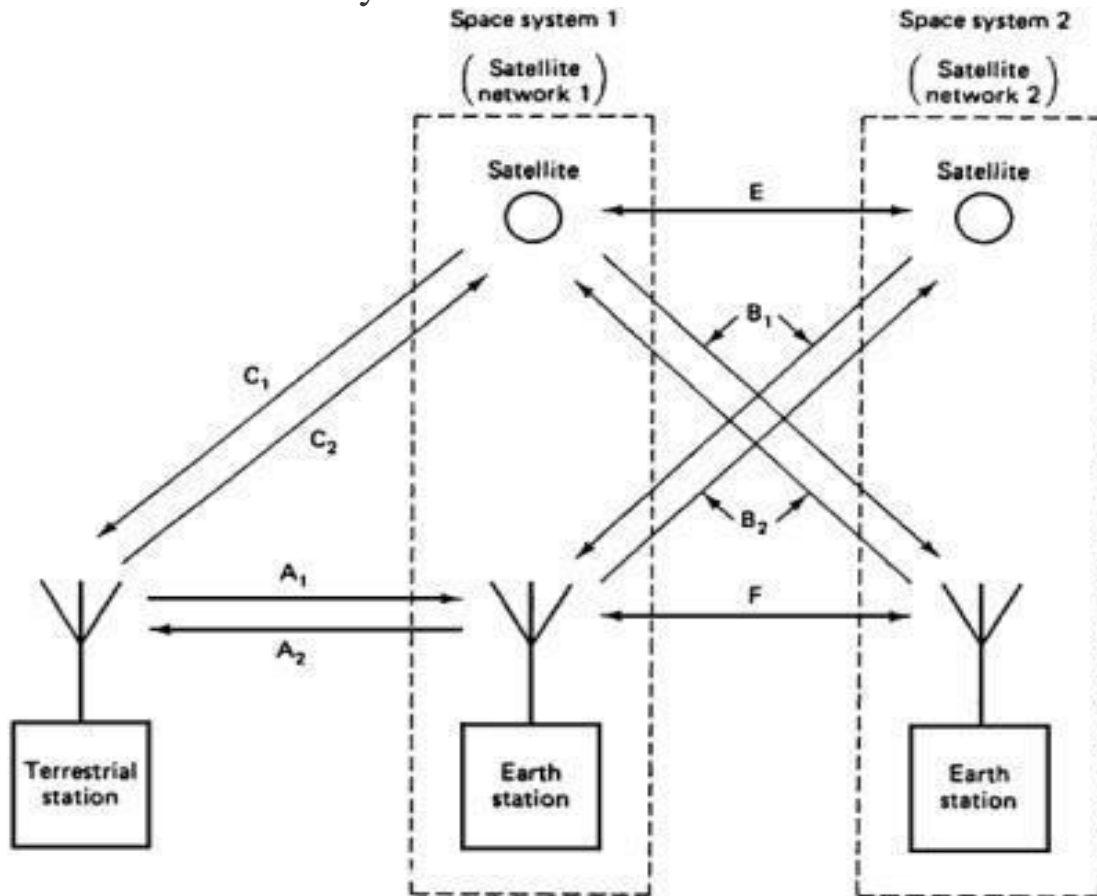 Space system 1
(Satellite
network 1)
Space system 2
(Satellite
network 2)
Satellite
Satellite
E
B₁
C₁
C₂
B₂
A₁
F
A₂
Terrestrial
station
Earth
station
Earth
station